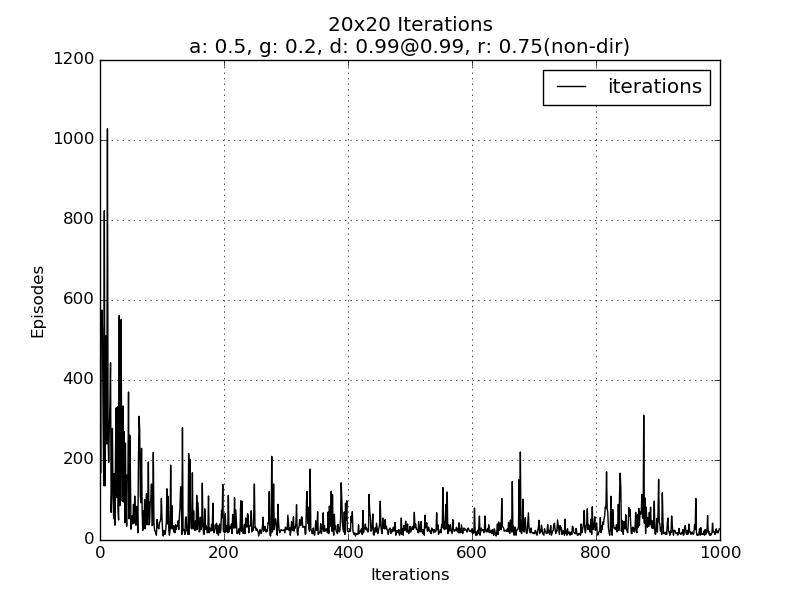 20x20 Iterations
a: 0.5, g: 0.2, d: 0.99@0.99, r: 0.75(non-dir)
iterations
1200
1000
800
600
400
200
0
Episodes
0 200 400 600 800 1000
Iterations